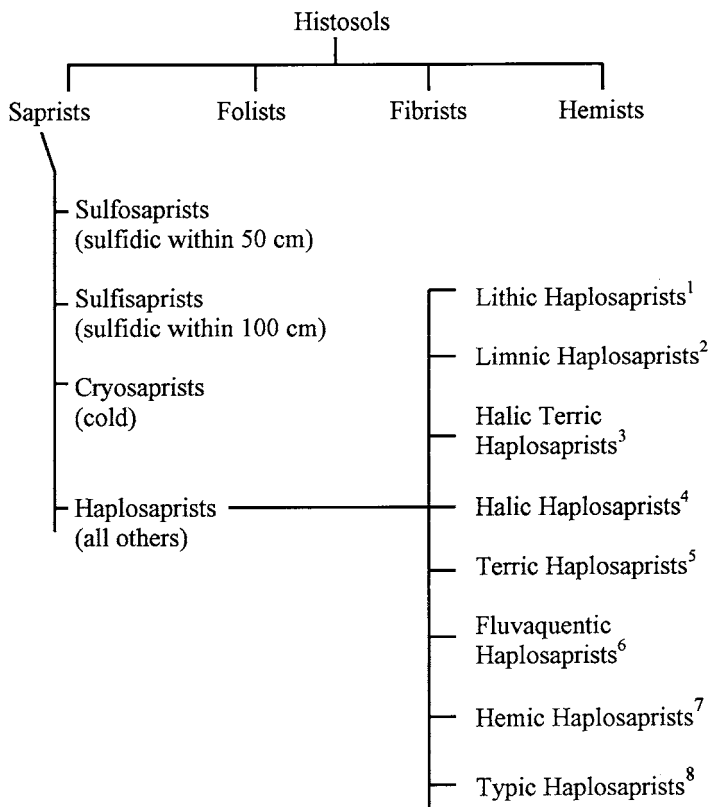 Histosols
Saprists
Folists
Fibrists
Hemists
Sulfosaprists
(sulfidic within 50 cm)
Sulfisaprists
(sulfidic within 100 cm)
Cryosaprists
(cold)
Haplosaprists
(all others)
Lithic Haplosaprists¹
Limnic Haplosaprists²
Halic Terric
Haplosaprists³
Halic Haplosaprists⁴
Terric Haplosaprists⁵
Fluvaquentic
Haplosaprists⁶
Hemic Haplosaprists⁷
Typic Haplosaprists⁸